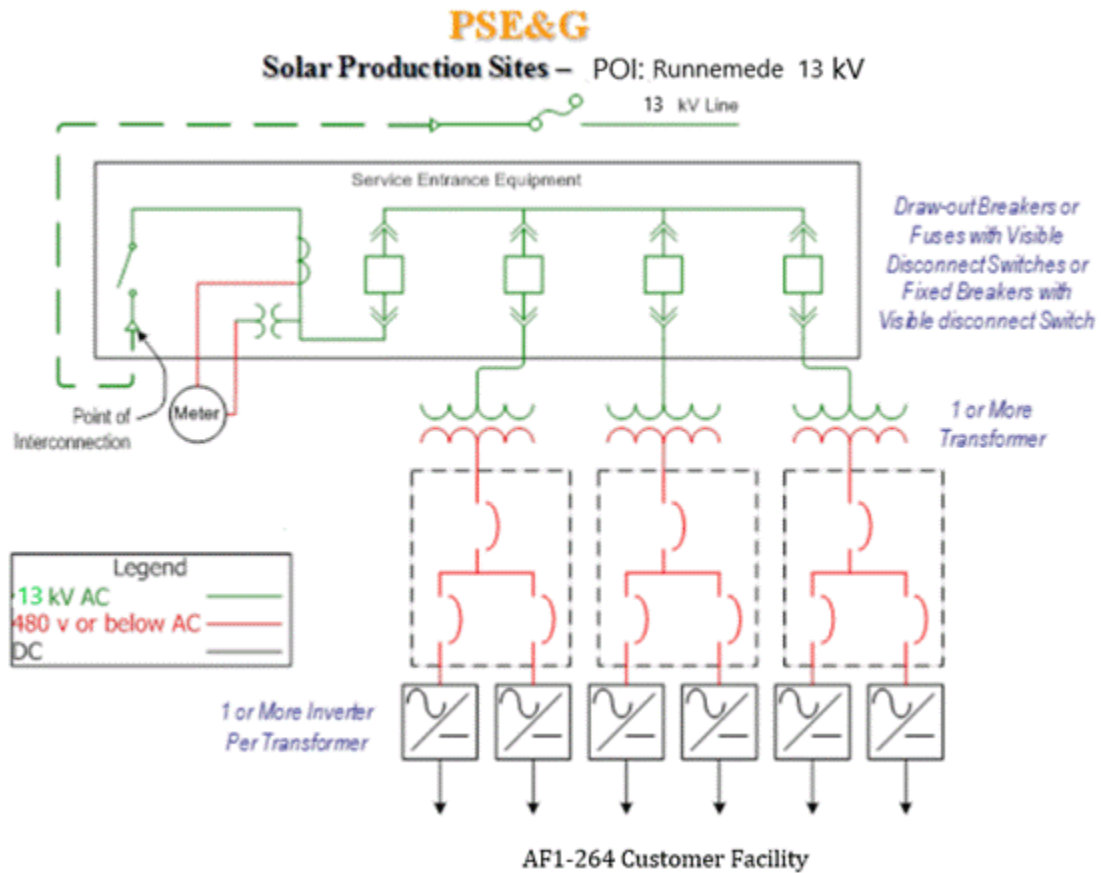 PSE&G
Solar Production Sites – POI: Runnemede 13 kV
13 kV Line
Service Entrance Equipment
Draw-out Breakers or
Fuses with Visible
Disconnect Switches or
Fixed Breakers with
Visible disconnect Switch
Point of
Interconnection
Meter
1 or More
Transformer
Legend
13 kV AC
480 v or below AC
DC
1 or More Inverter
Per Transformer
AF1-264 Customer Facility